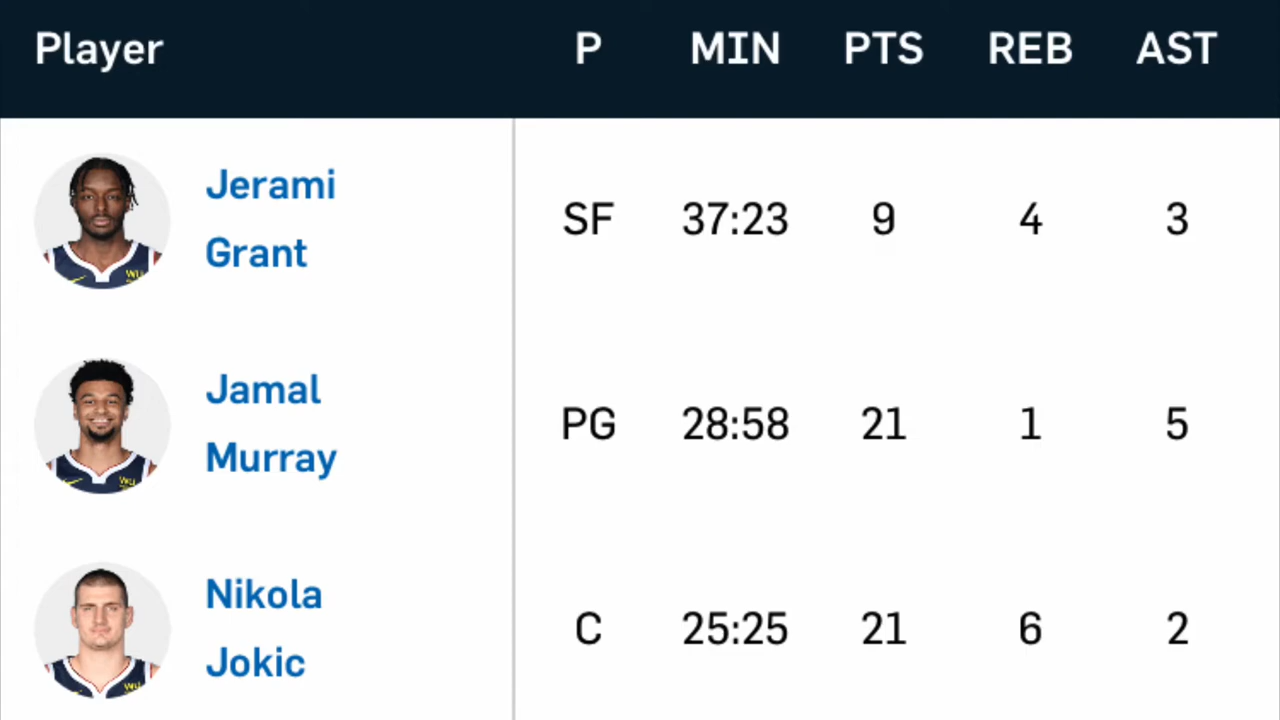 Player P MIN PTS REB AST
Jerami
Grant
SF 37:23 9 4 3
Jamal
Murray
PG 28:58 21 1 5
Nikola
Jokic
C 25:25 21 6 2